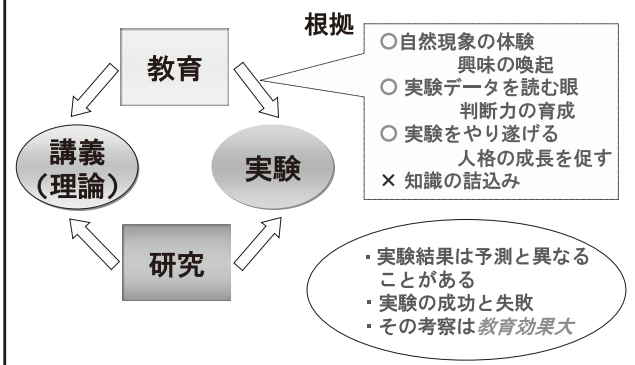 根拠
教育
○自然現象の体験
興味の喚起
○ 実験データを読む眼
判断力の育成
○ 実験をやり遂げる
人格の成長を促す
× 知識の詰込み
講義
（理論）
実験
研究
・実験結果は予測と異なる
ことがある
・実験の成功と失敗
・その考察は教育効果大